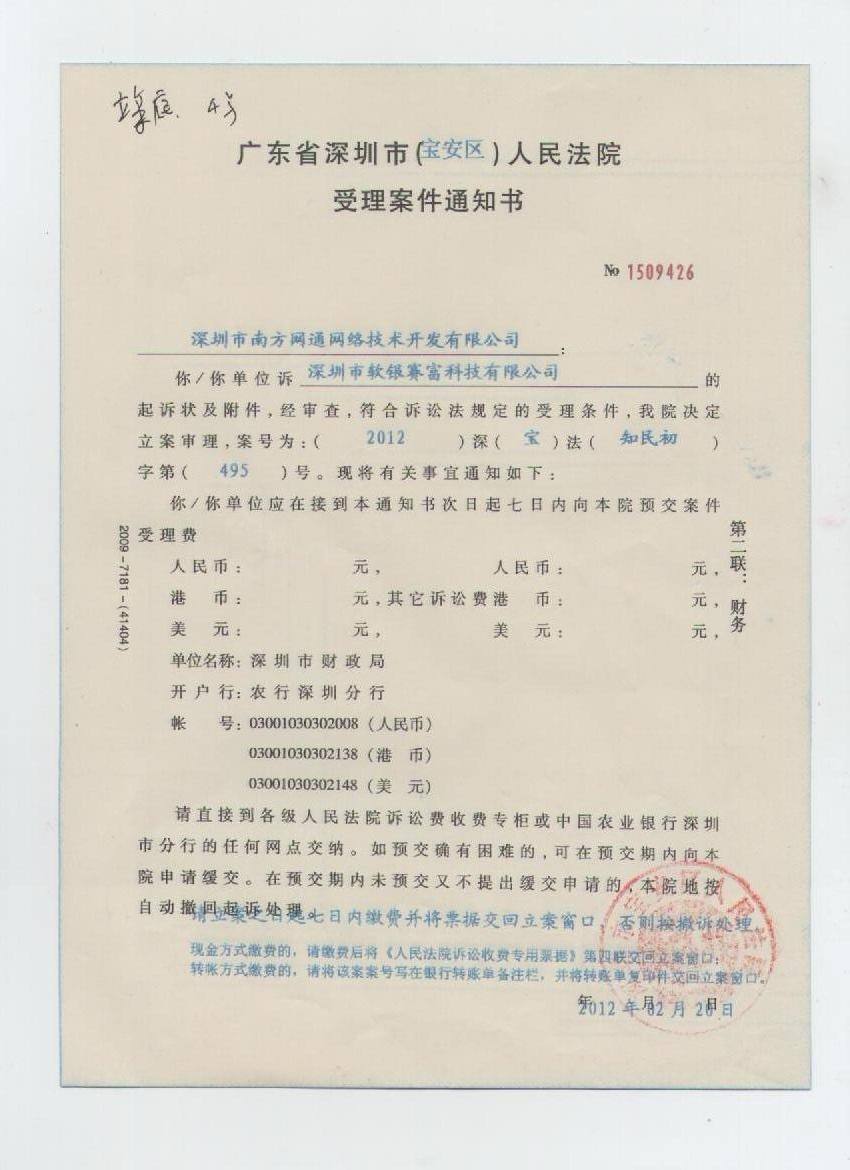 立案庭 4号
广东省深圳市(宝安区)人民法院
受理案件通知书
№ 1509426
深圳市南方网通网络技术开发有限公司：
你/你单位诉 深圳市软银赛富科技有限公司 的
起诉状及附件，经审查，符合诉讼法规定的受理条件，我院决定
立案审理，案号为：( 2012 )深( 宝 )法( 知民初 )
字第( 495 )号。现将有关事宜通知如下：
你/你单位应在接到本通知书次日起七日内向本院预交案件
受理费
人民币： 元， 人民币： 元，
港 币： 元，其它诉讼费港 币： 元，
美 元： 元， 美 元： 元，
单位名称：深圳市财政局
开户行：农行深圳分行
帐 号：03001030302008（人民币）
03001030302138（港 币）
03001030302148（美 元）
请直接到各级人民法院诉讼费收费专柜或中国农业银行深圳
市分行的任何网点交纳。如预交确有困难的，可在预交期内向本
院申请缓交。在预交期内未预交又不提出缓交申请的，本院地按
自动撤回起诉处理。
请立案之日起七日内缴费并将票据交回立案窗口，否则按撤诉处理
现金方式缴费的，请缴费后将《人民法院诉讼收费专用票据》第四联交回立案窗口；
转帐方式缴费的，请将该案案号写在银行转账单备注栏，并将转账单复印件交回立案窗口。
年 月 日
2012 年 02 月 20 日
第二联：财务
2009-7181-(41404)